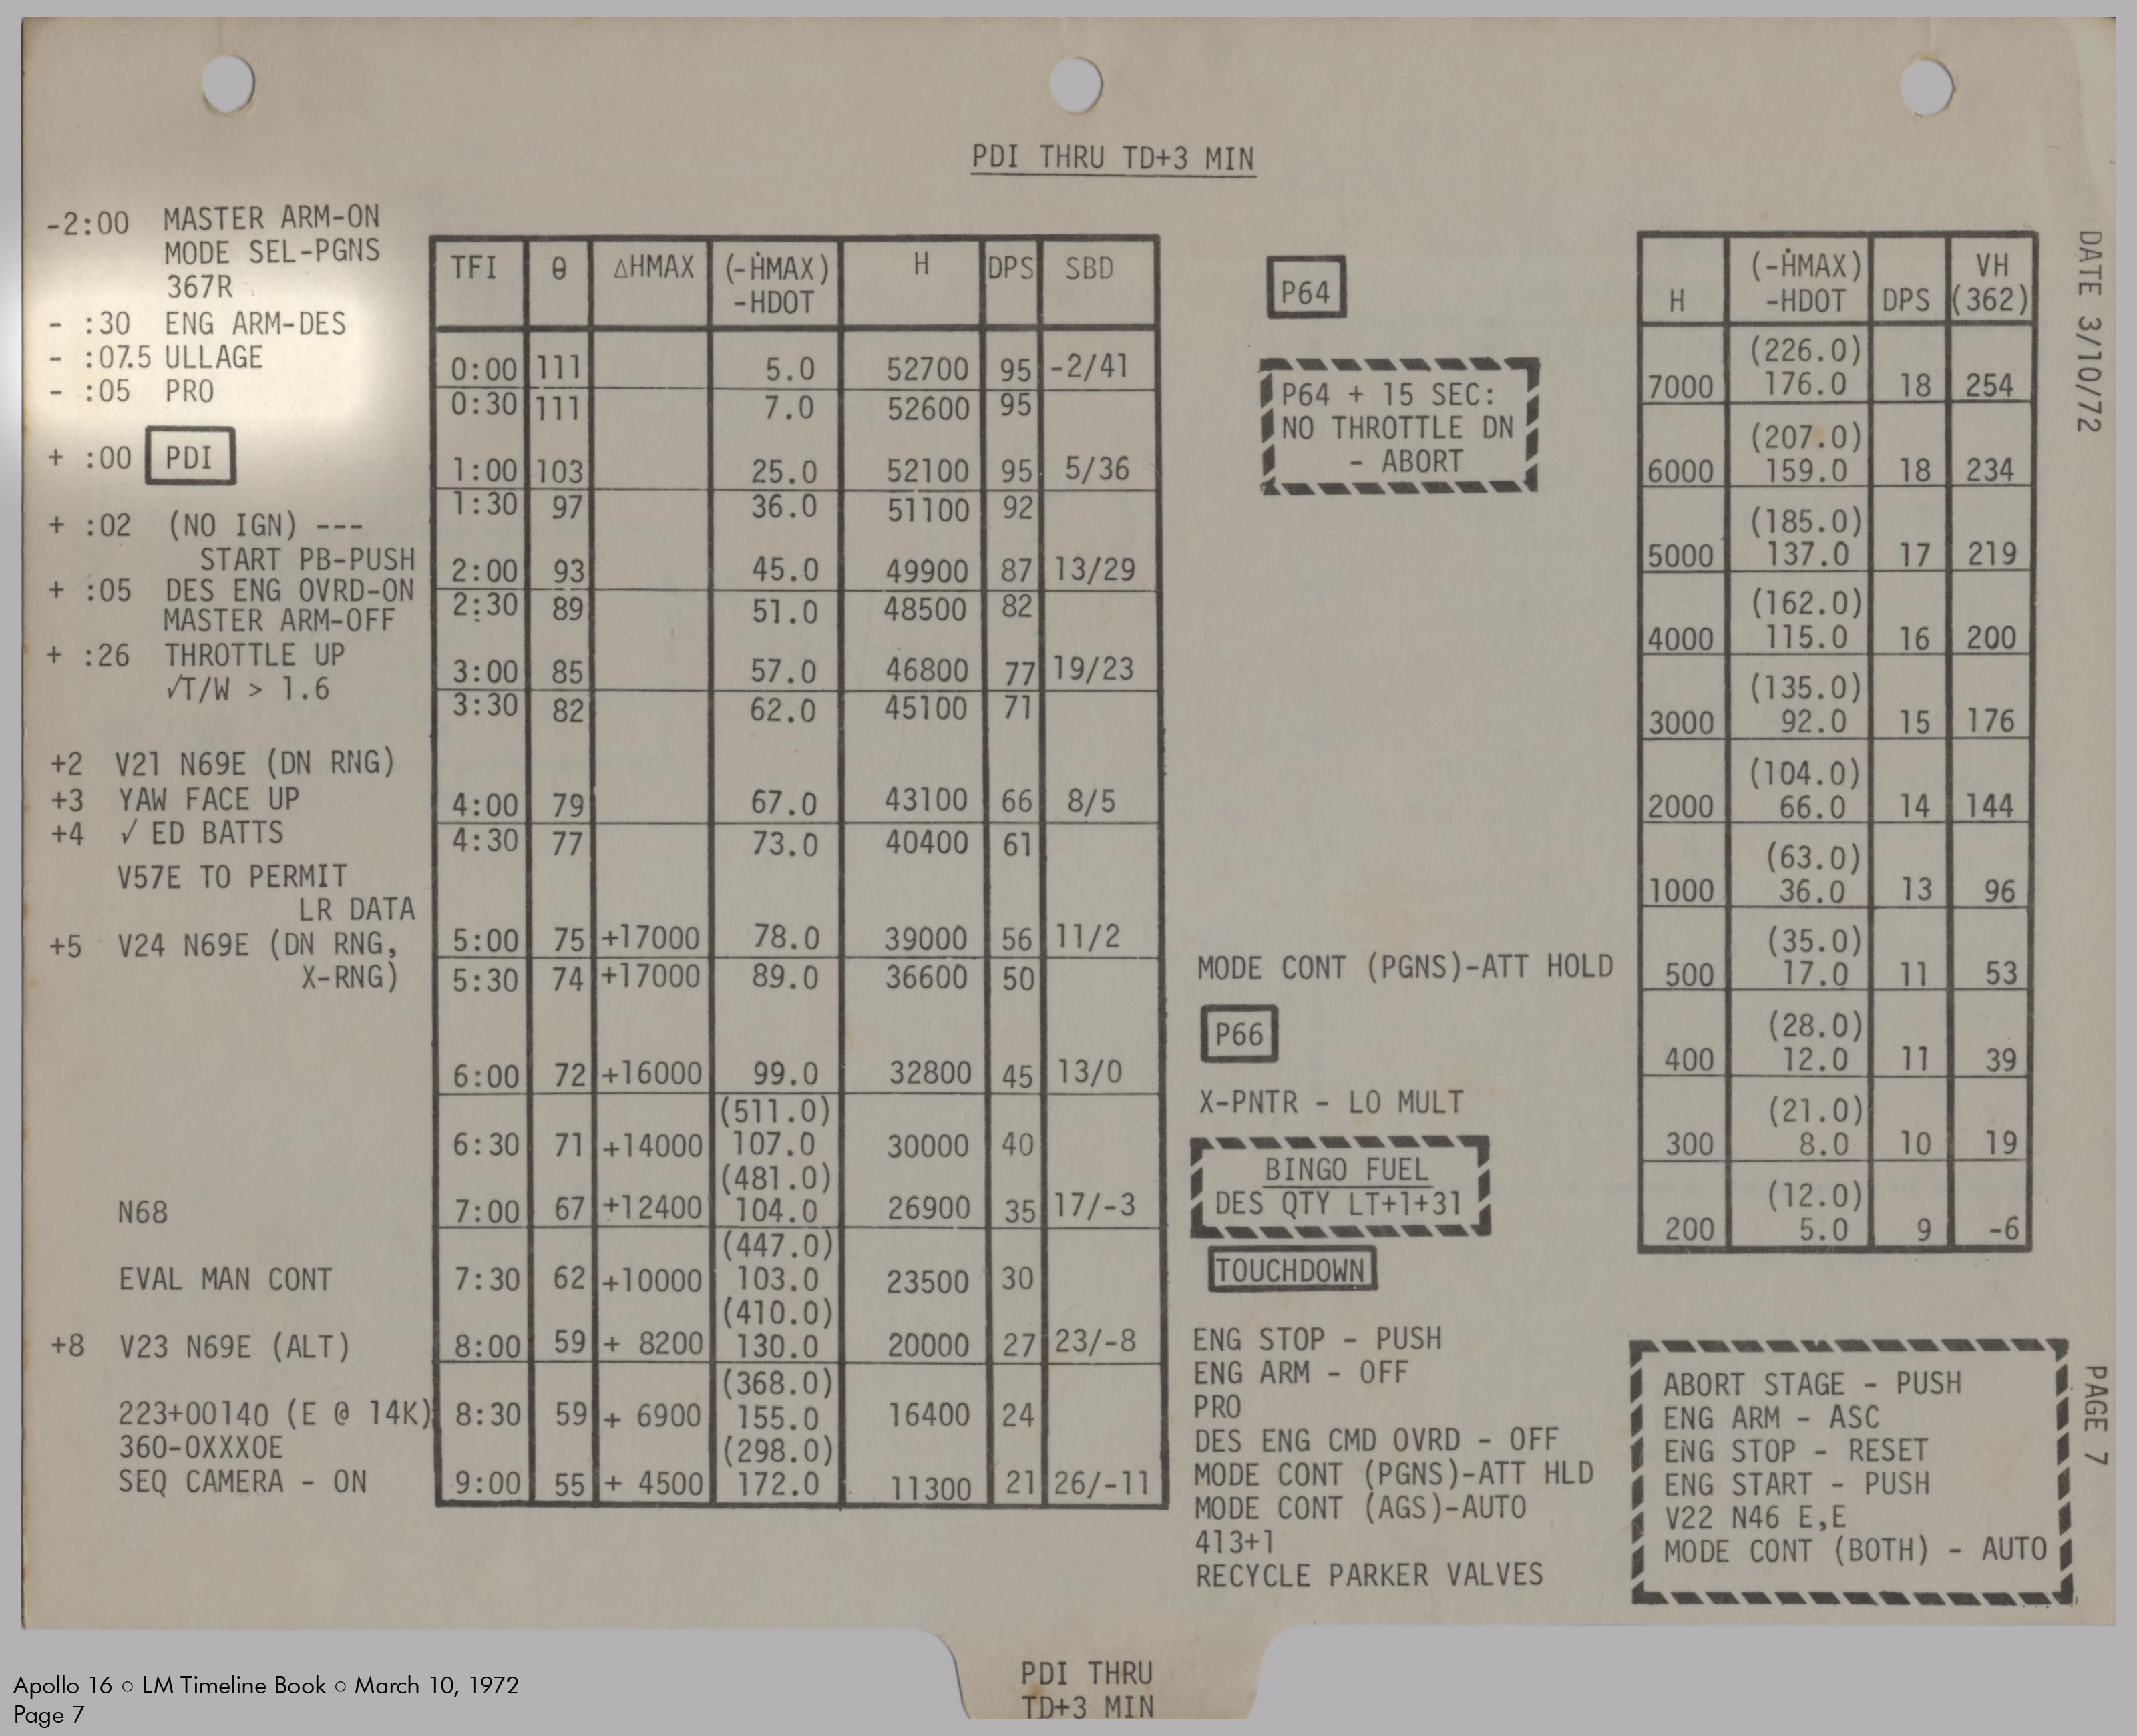 PDI THRU TD+3 MIN
-2:00 MASTER ARM-ON
MODE SEL-PGNS
367R
- :30 ENG ARM-DES
- :07.5 ULLAGE
- :05 PRO
+ :00 PDI
+ :02 (NO IGN) ---
START PB-PUSH
+ :05 DES ENG OVRD-ON
MASTER ARM-OFF
+ :26 THROTTLE UP
√T/W > 1.6
+2 V21 N69E (DN RNG)
+3 YAW FACE UP
+4 √ ED BATTS
V57E TO PERMIT
LR DATA
+5 V24 N69E (DN RNG,
X-RNG)
N68
EVAL MAN CONT
+8 V23 N69E (ALT)
223+00140 (E @ 14K)
360-0XXX0E
SEQ CAMERA - ON
TFI θ ΔHMAX (-ḢMAX) H DPS SBD
-HDOT
0:00 111 5.0 52700 95 -2/41
0:30 111 7.0 52600 95
1:00 103 25.0 52100 95 5/36
1:30 97 36.0 51100 92
2:00 93 45.0 49900 87 13/29
2:30 89 51.0 48500 82
3:00 85 57.0 46800 77 19/23
3:30 82 62.0 45100 71
4:00 79 67.0 43100 66 8/5
4:30 77 73.0 40400 61
5:00 75 +17000 78.0 39000 56 11/2
5:30 74 +17000 89.0 36600 50
6:00 72 +16000 99.0 32800 45 13/0
(511.0)
6:30 71 +14000 107.0 30000 40
(481.0)
7:00 67 +12400 104.0 26900 35 17/-3
(447.0)
7:30 62 +10000 103.0 23500 30
(410.0)
8:00 59 + 8200 130.0 20000 27 23/-8
(368.0)
8:30 59 + 6900 155.0 16400 24
(298.0)
9:00 55 + 4500 172.0 11300 21 26/-11
P64
P64 + 15 SEC:
NO THROTTLE DN
- ABORT
MODE CONT (PGNS)-ATT HOLD
P66
X-PNTR - LO MULT
BINGO FUEL
DES QTY LT+1+31
TOUCHDOWN
ENG STOP - PUSH
ENG ARM - OFF
PRO
DES ENG CMD OVRD - OFF
MODE CONT (PGNS)-ATT HLD
MODE CONT (AGS)-AUTO
413+1
RECYCLE PARKER VALVES
(-ḢMAX) VH
H -HDOT DPS (362)
(226.0)
7000 176.0 18 254
(207.0)
6000 159.0 18 234
(185.0)
5000 137.0 17 219
(162.0)
4000 115.0 16 200
(135.0)
3000 92.0 15 176
(104.0)
2000 66.0 14 144
(63.0)
1000 36.0 13 96
(35.0)
500 17.0 11 53
(28.0)
400 12.0 11 39
(21.0)
300 8.0 10 19
(12.0)
200 5.0 9 -6
ABORT STAGE - PUSH
ENG ARM - ASC
ENG STOP - RESET
ENG START - PUSH
V22 N46 E,E
MODE CONT (BOTH) - AUTO
DATE 3/10/72
PAGE 7
PDI THRU
TD+3 MIN
Apollo 16 ○ LM Timeline Book ○ March 10, 1972
Page 7